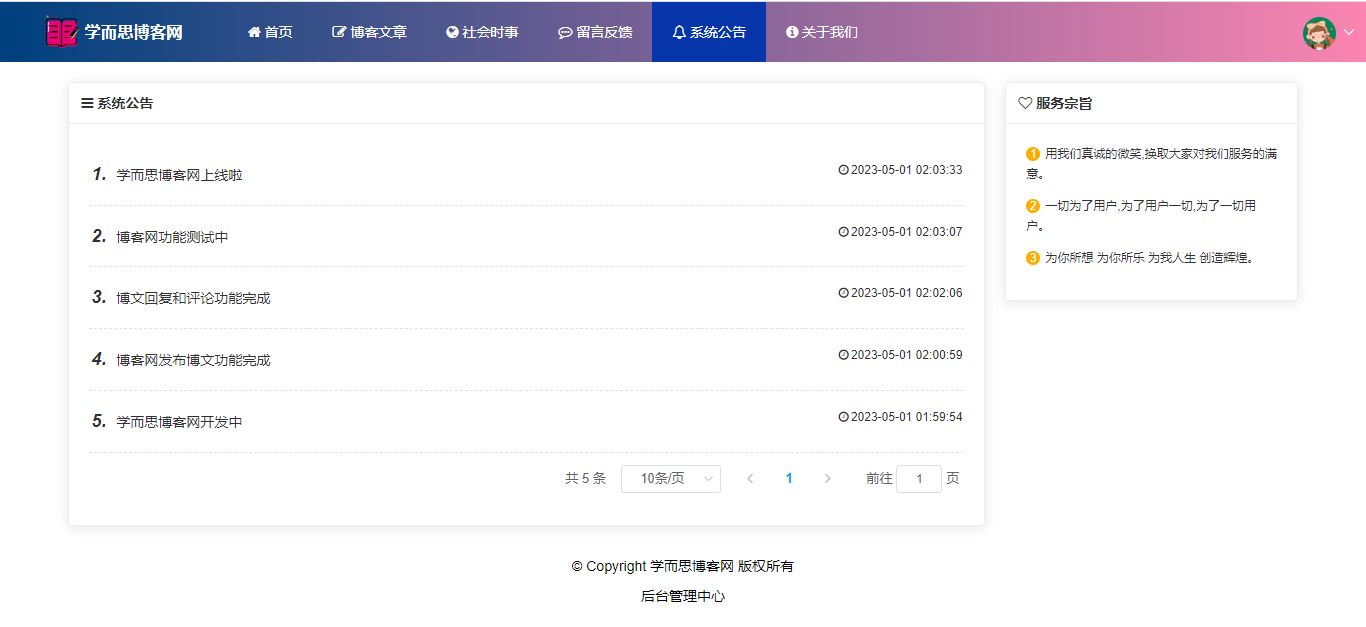 学而思博客网 首页 博客文章 社会时事 留言反馈 系统公告 关于我们
系统公告
1. 学而思博客网上线啦 2023-05-01 02:03:33
2. 博客网功能测试中 2023-05-01 02:03:07
3. 博文回复和评论功能完成 2023-05-01 02:02:06
4. 博客网发布博文功能完成 2023-05-01 02:00:59
5. 学而思博客网开发中 2023-05-01 01:59:54
共 5 条 10条/页 1 前往 1 页
服务宗旨
1 用我们真诚的微笑,换取大家对我们服务的满
意。
2 一切为了用户,为了用户一切,为了一切用
户。
3 为你所想 为你所乐 为我人生 创造辉煌。
© Copyright 学而思博客网 版权所有
后台管理中心